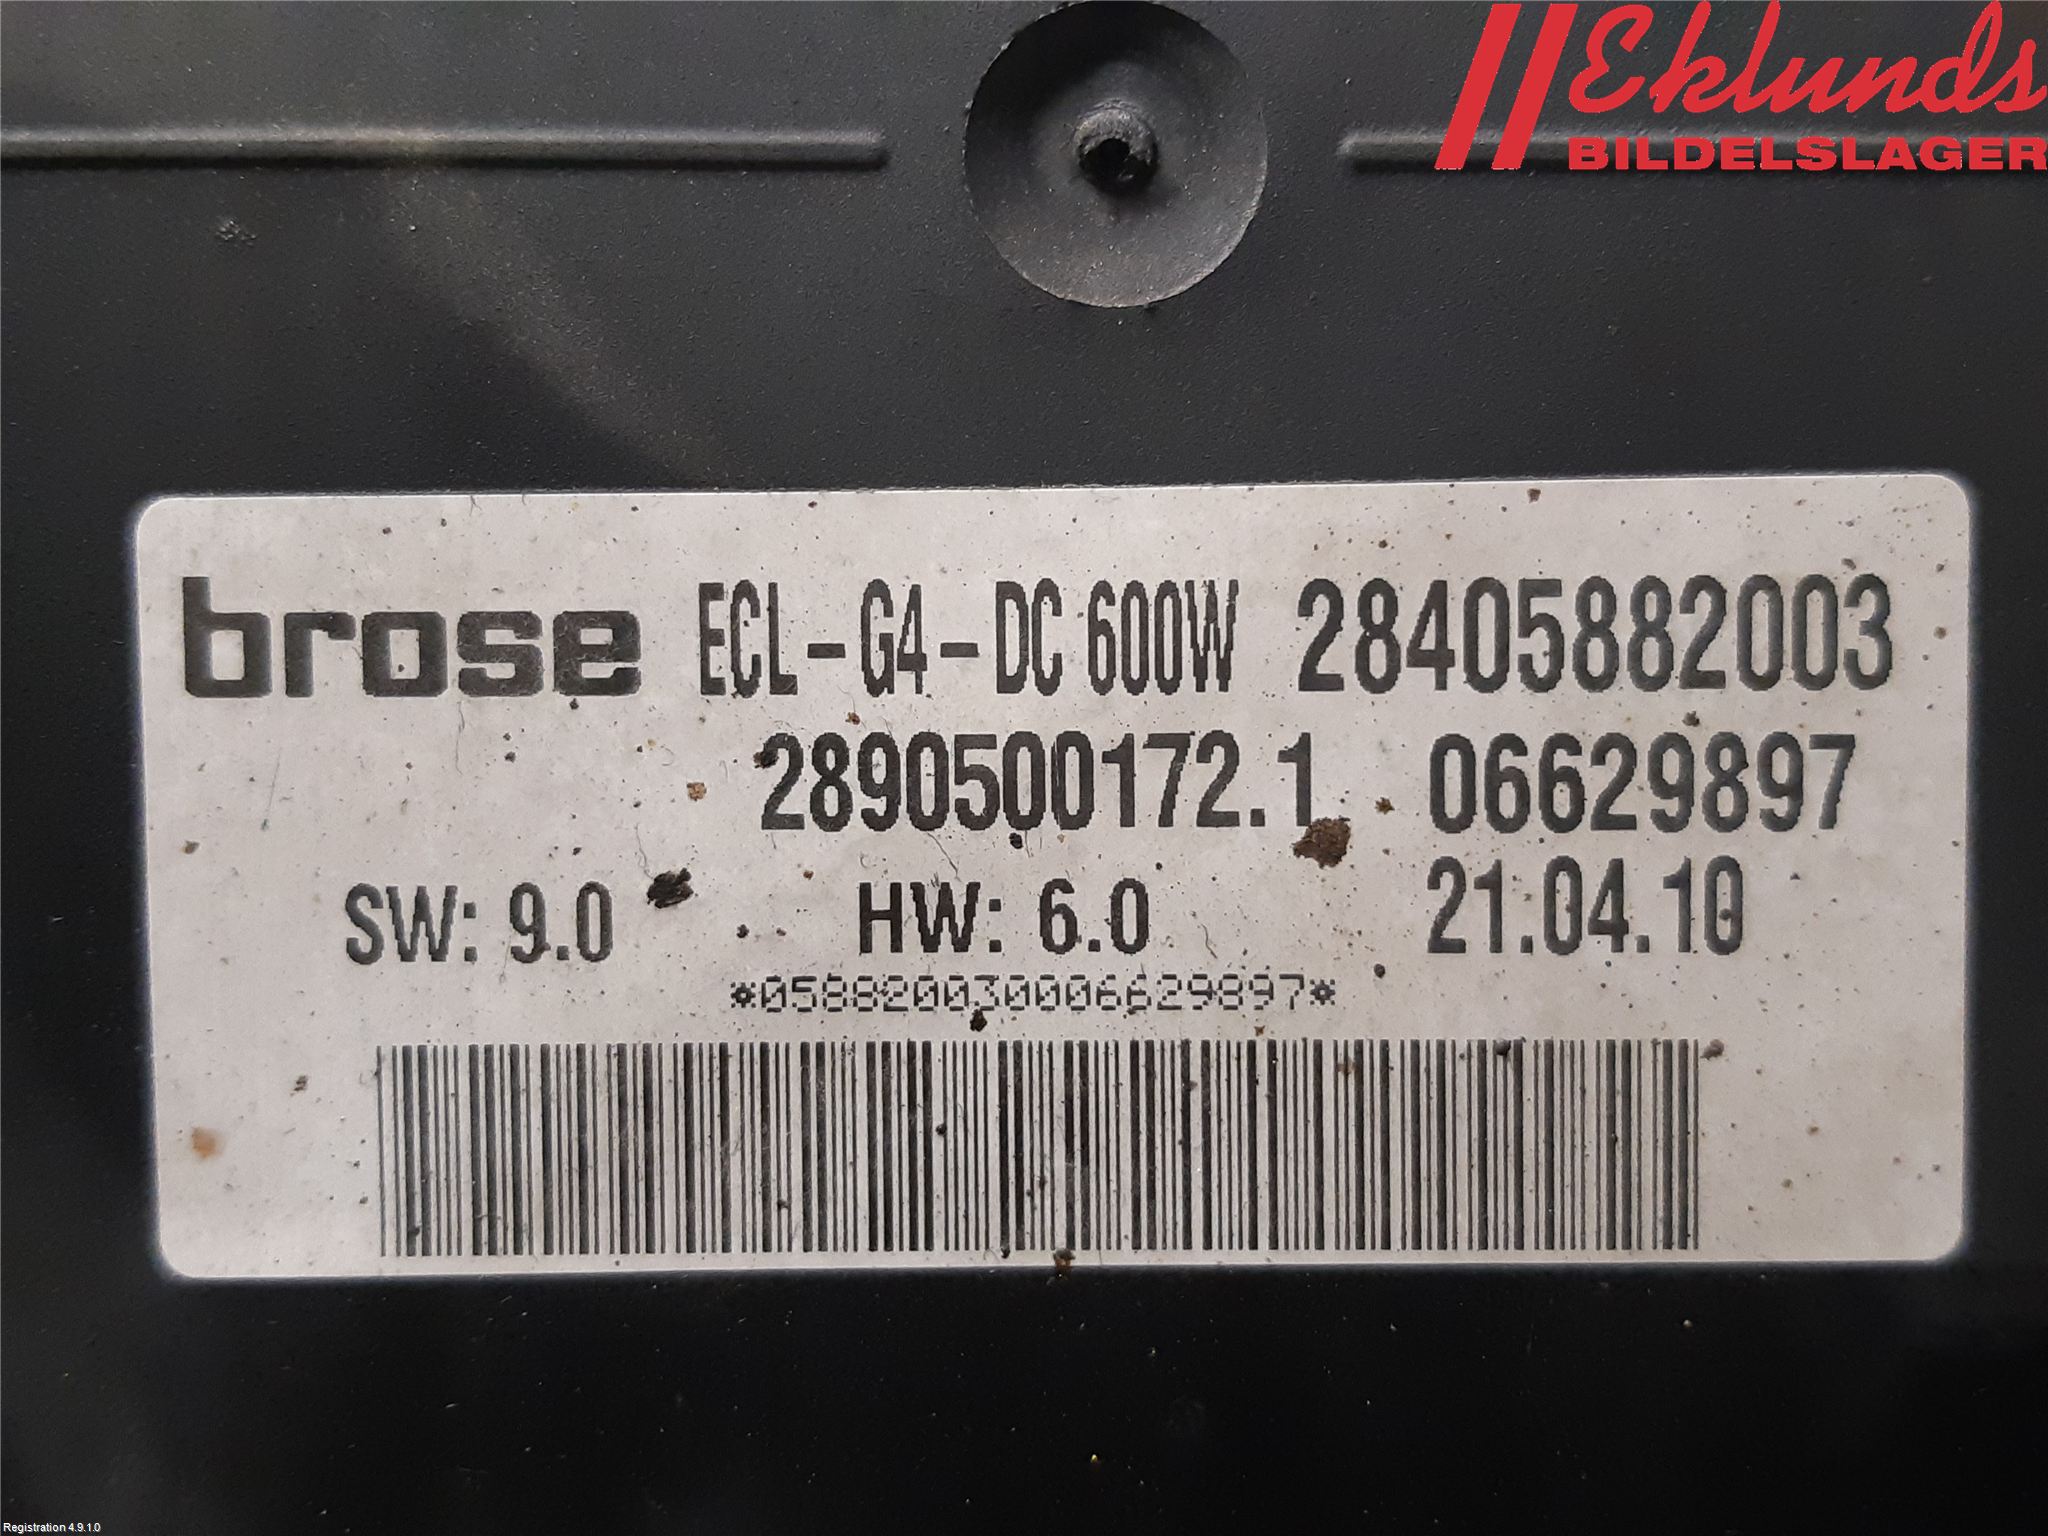 Eklunds
BILDELSLAGER
brose ECL-G4-DC 600W 28405882003
2890500172.1 06629897
SW: 9.0 HW: 6.0 21.04.10
*058820030006629897*
Registration 4.9.1.0